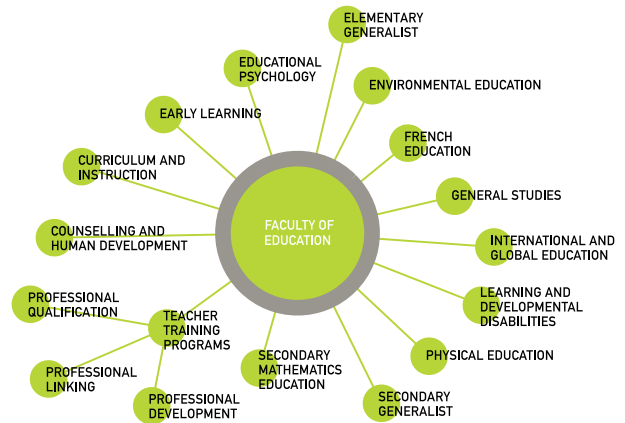 ELEMENTARY
GENERALIST
EDUCATIONAL
PSYCHOLOGY
ENVIRONMENTAL EDUCATION
EARLY LEARNING
FRENCH
EDUCATION
CURRICULUM AND
INSTRUCTION
GENERAL STUDIES
FACULTY OF
EDUCATION
COUNSELLING AND
HUMAN DEVELOPMENT
INTERNATIONAL AND
GLOBAL EDUCATION
PROFESSIONAL
QUALIFICATION
TEACHER
TRAINING
PROGRAMS
LEARNING AND
DEVELOPMENTAL
DISABILITIES
SECONDARY
MATHEMATICS
EDUCATION
PHYSICAL EDUCATION
PROFESSIONAL
LINKING
PROFESSIONAL
DEVELOPMENT
SECONDARY
GENERALIST